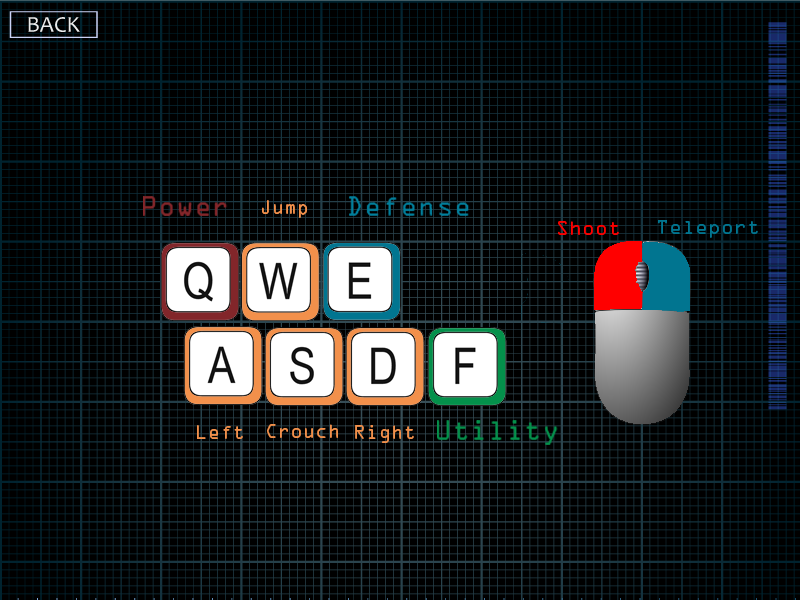 BACK
Power Jump Defense
Shoot Teleport
Q W E
A S D F
Left Crouch Right Utility